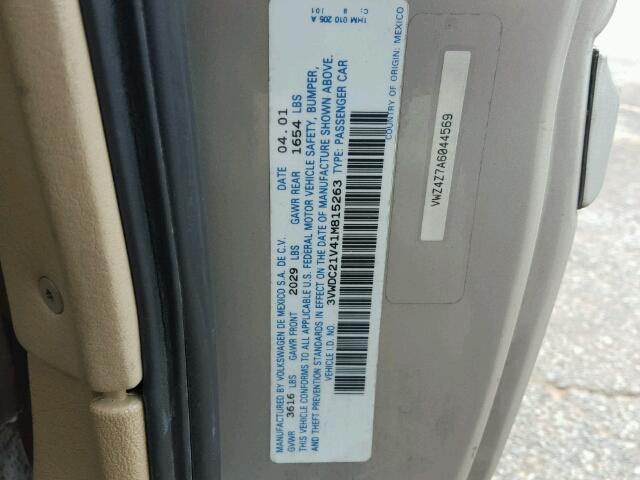 MANUFACTURED BY VOLKSWAGEN DE MEXICO S.A. DE C.V. DATE 04.01
GVWR 3616 LBS GAWR FRONT 2029 LBS GAWR REAR 1654 LBS
THIS VEHICLE CONFORMS TO ALL APPLICABLE U.S. FEDERAL MOTOR VEHICLE SAFETY, BUMPER,
AND THEFT PREVENTION STANDARDS IN EFFECT ON THE DATE OF MANUFACTURE SHOWN ABOVE.
VEHICLE I.D. NO. 3VWDC21V41M815263 TYPE: PASSENGER CAR
COUNTRY OF ORIGIN: MEXICO
1HM 010 205 A
VWZ4Z7A6044569